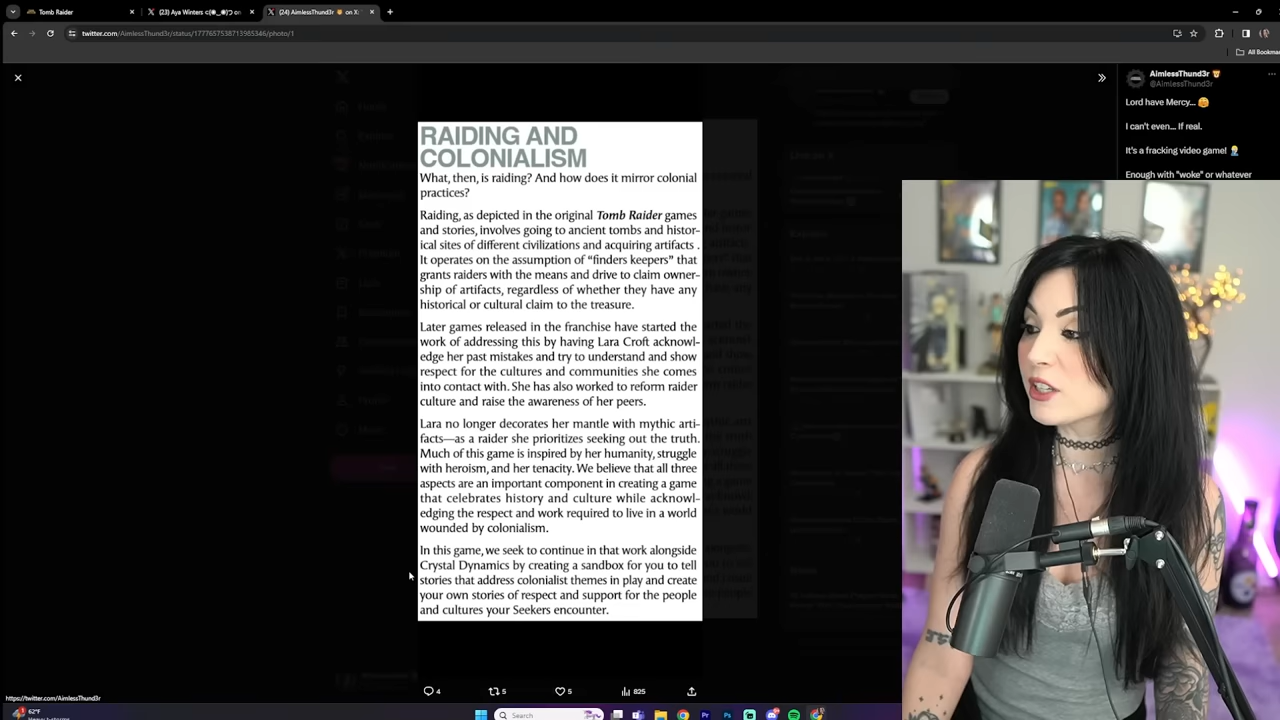 Tomb Raider
(23) Aya Winters
(24) AimlessThund3r
on X
twitter.com/AimlessThund3r/status/1777657538713985346/photo/1
All Bookmar
RAIDING AND
COLONIALISM
What, then, is raiding? And how does it mirror colonial
practices?
Raiding, as depicted in the original Tomb Raider games
and stories, involves going to ancient tombs and histor-
ical sites of different civilizations and acquiring artifacts .
It operates on the assumption of “finders keepers” that
grants raiders with the means and drive to claim owner-
ship of artifacts, regardless of whether they have any
historical or cultural claim to the treasure.
Later games released in the franchise have started the
work of addressing this by having Lara Croft acknowl-
edge her past mistakes and try to understand and show
respect for the cultures and communities she comes
into contact with. She has also worked to reform raider
culture and raise the awareness of her peers.
Lara no longer decorates her mantle with mythic arti-
facts—as a raider she prioritizes seeking out the truth.
Much of this game is inspired by her humanity, struggle
with heroism, and her tenacity. We believe that all three
aspects are an important component in creating a game
that celebrates history and culture while acknowl-
edging the respect and work required to live in a world
wounded by colonialism.
In this game, we seek to continue in that work alongside
Crystal Dynamics by creating a sandbox for you to tell
stories that address colonialist themes in play and create
your own stories of respect and support for the people
and cultures your Seekers encounter.
AimlessThund3r
@AimlessThund3r
Lord have Mercy...
I can't even... If real.
It's a fracking video game!
Enough with "woke" or whatever
4
5
5
825
https://twitter.com/AimlessThund3r
62°F
Search